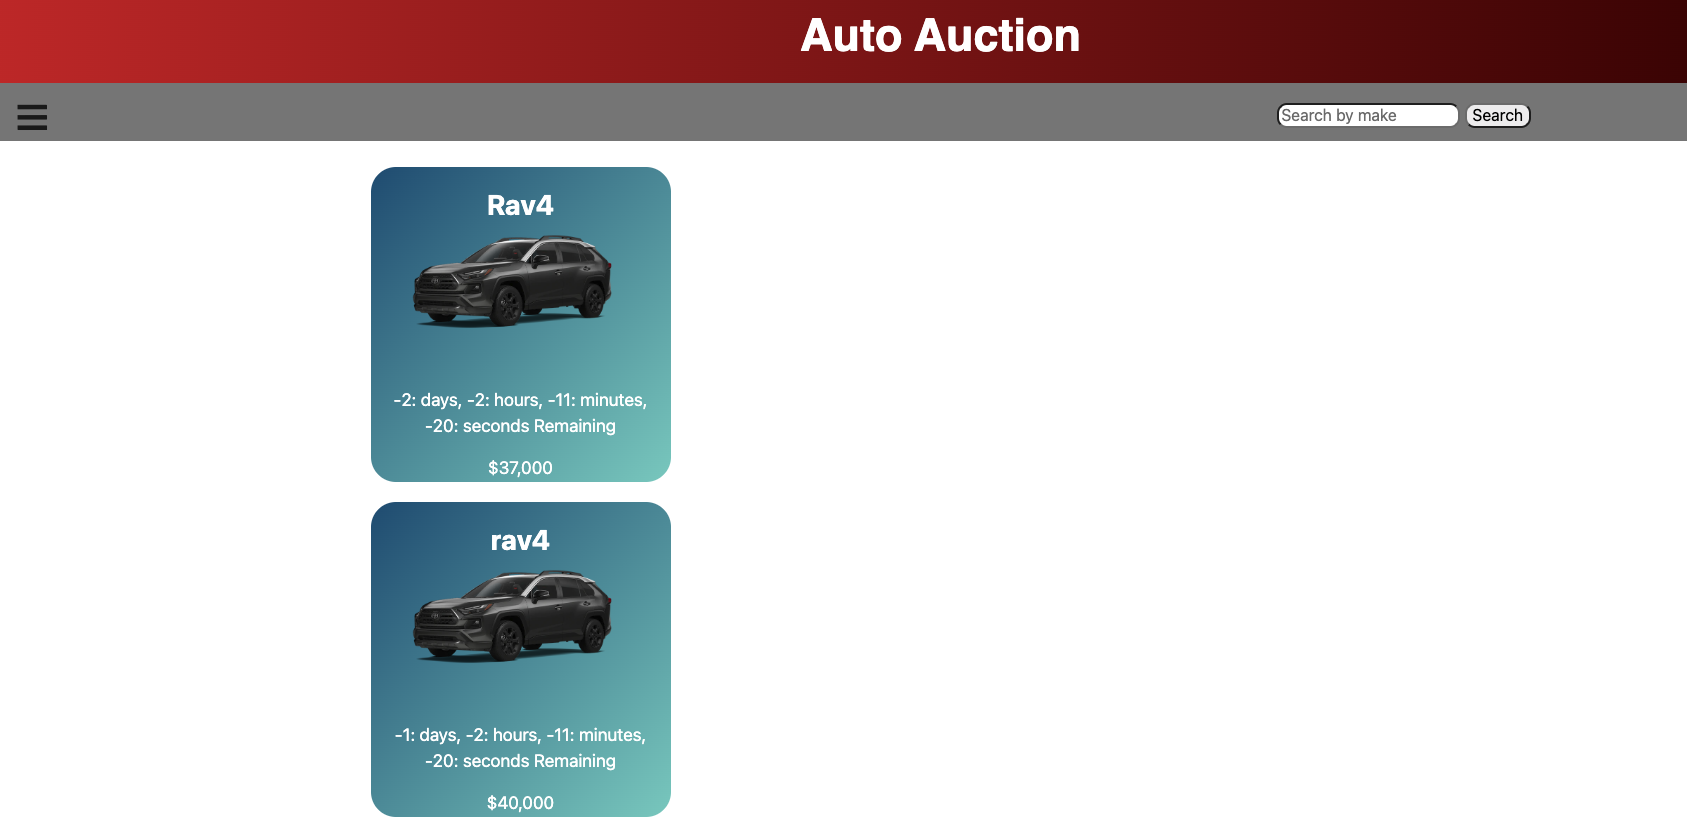 Auto Auction
Search by make
Search
Rav4
-2: days, -2: hours, -11: minutes,
-20: seconds Remaining
$37,000
rav4
-1: days, -2: hours, -11: minutes,
-20: seconds Remaining
$40,000